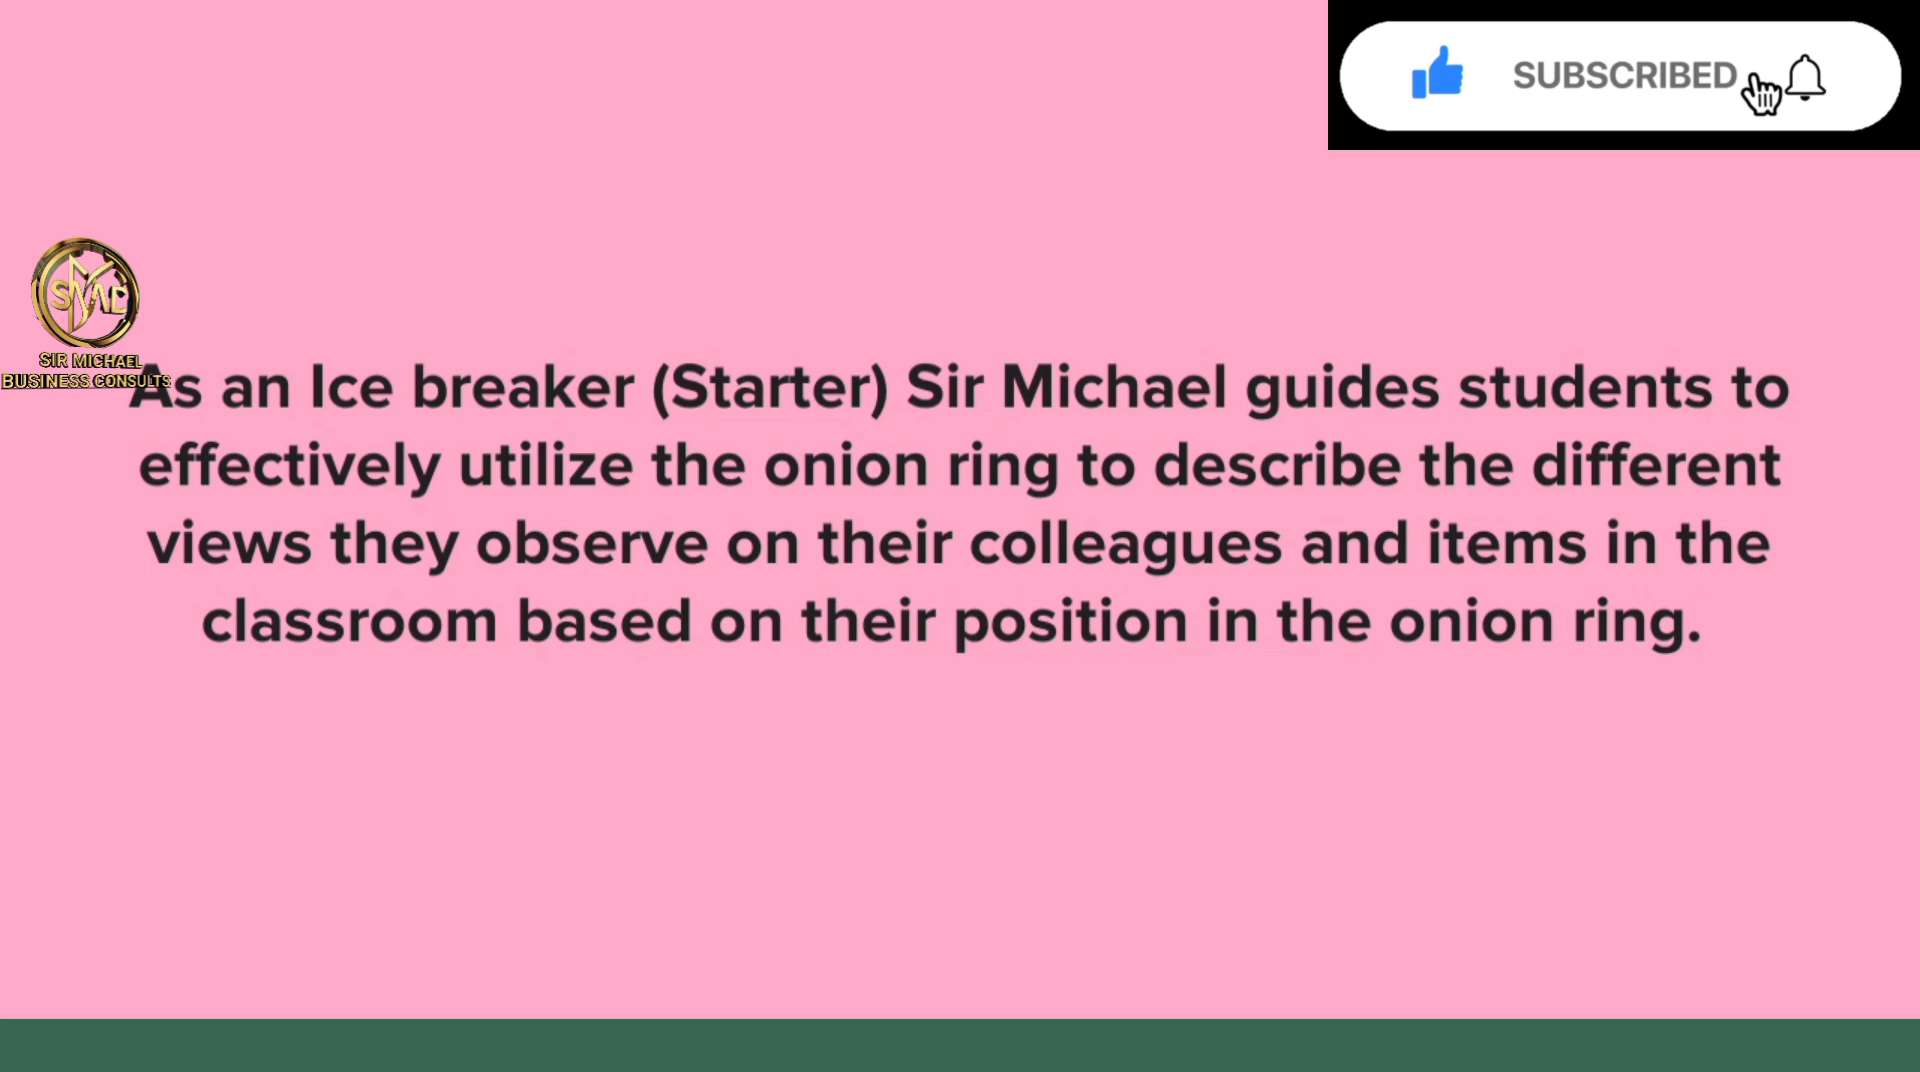 SUBSCRIBED
SIR MICHAEL
BUSINESS CONSULTS
As an Ice breaker (Starter) Sir Michael guides students to
effectively utilize the onion ring to describe the different
views they observe on their colleagues and items in the
classroom based on their position in the onion ring.